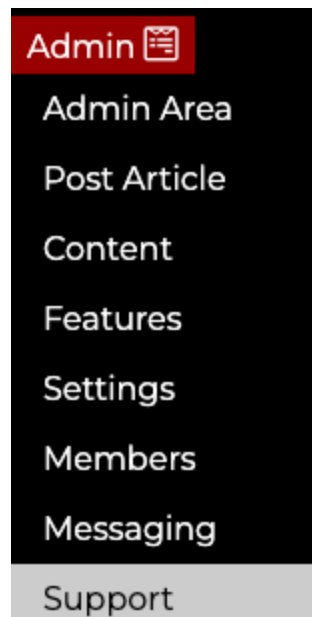 Admin
Admin Area
Post Article
Content
Features
Settings
Members
Messaging
Support